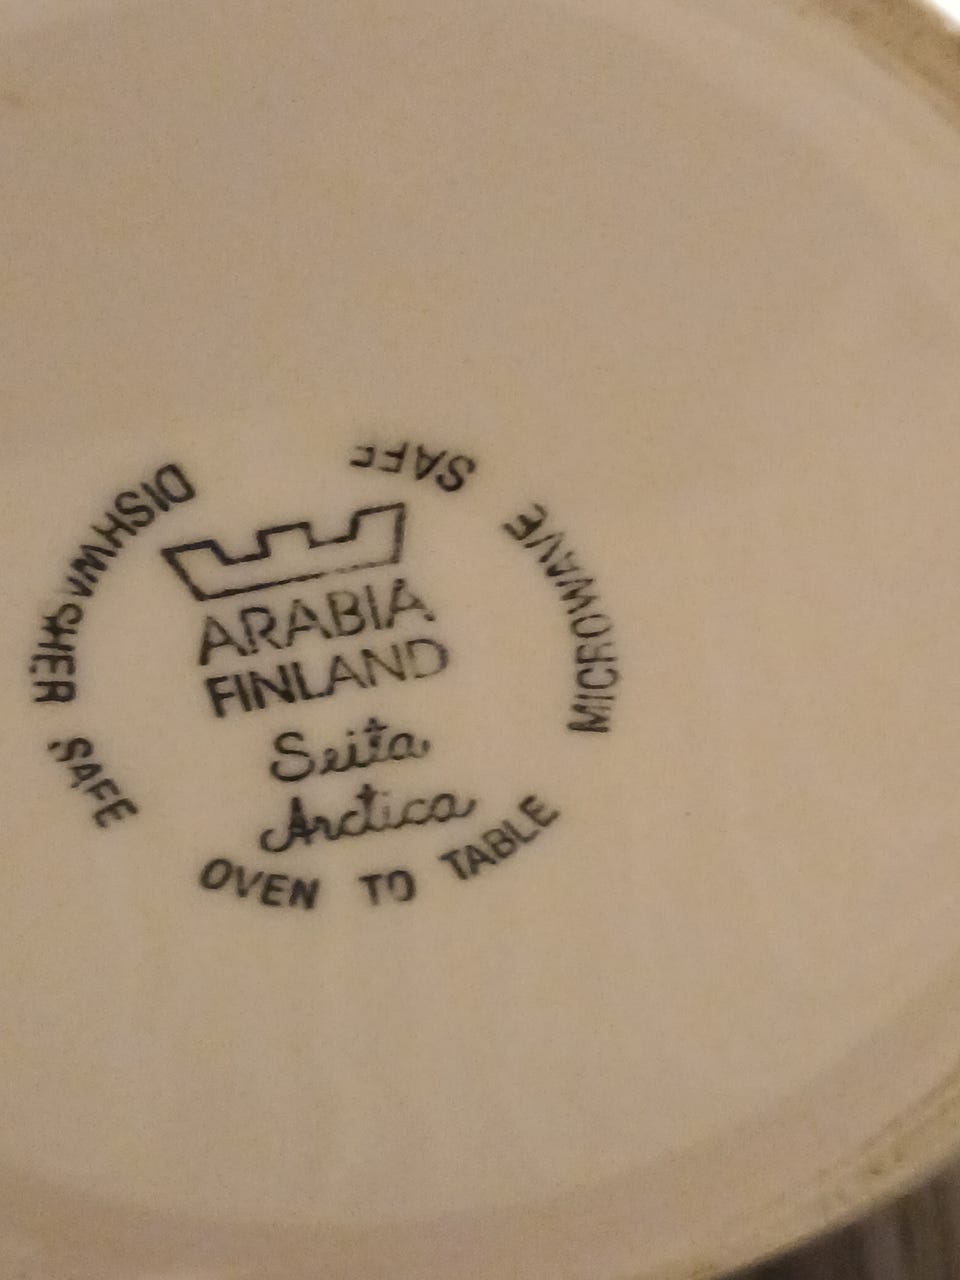 ARABIA
FINLAND
Seita
Arctica
OVEN TO TABLE
MICROWAVE SAFE
DISHWASHER SAFE